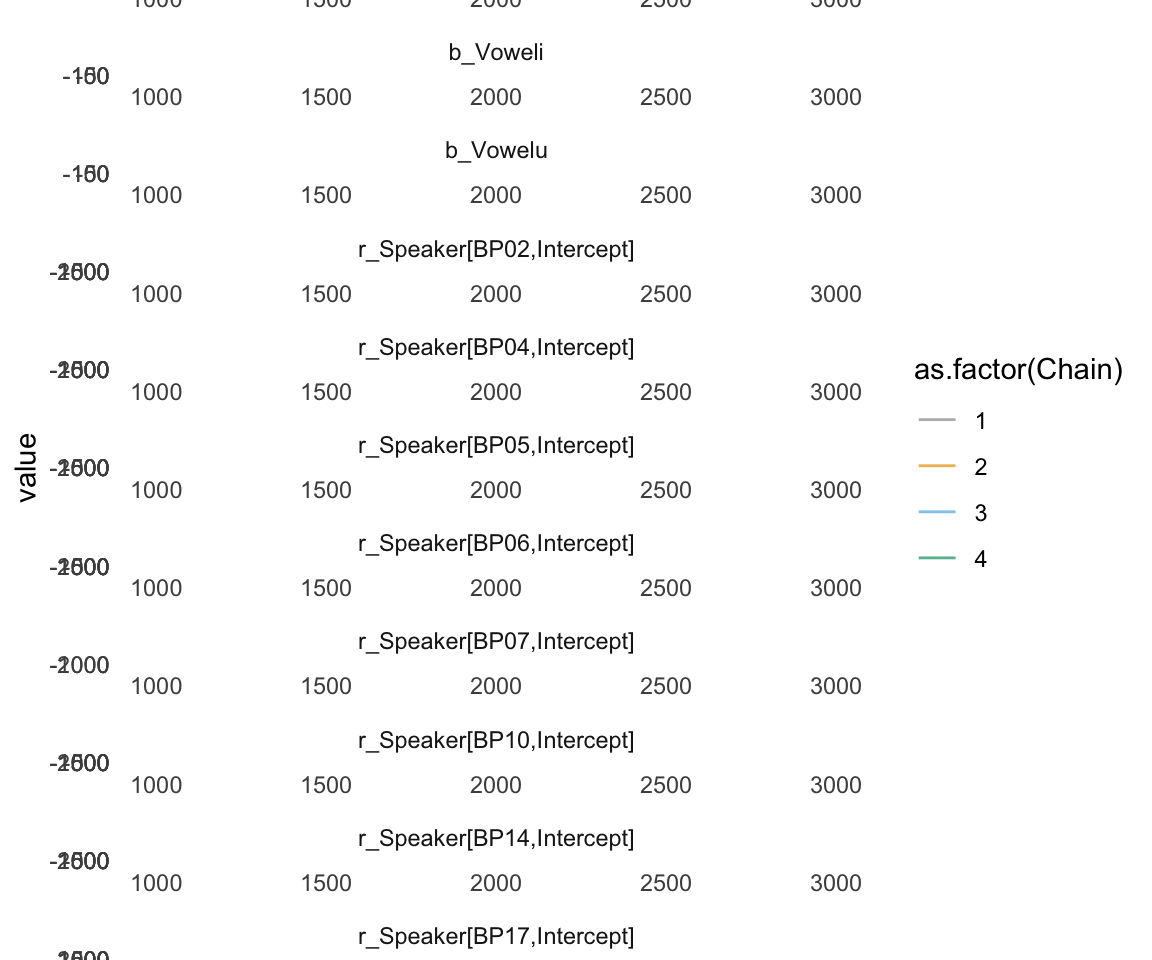 1000 1500 2000 2500 3000
b_Voweli
1000 1500 2000 2500 3000
b_Vowelu
1000 1500 2000 2500 3000
r_Speaker[BP02,Intercept]
1000 1500 2000 2500 3000
r_Speaker[BP04,Intercept]
1000 1500 2000 2500 3000
r_Speaker[BP05,Intercept]
1000 1500 2000 2500 3000
r_Speaker[BP06,Intercept]
1000 1500 2000 2500 3000
r_Speaker[BP07,Intercept]
1000 1500 2000 2500 3000
r_Speaker[BP10,Intercept]
1000 1500 2000 2500 3000
r_Speaker[BP14,Intercept]
1000 1500 2000 2500 3000
r_Speaker[BP17,Intercept]
value
as.factor(Chain)
1
2
3
4